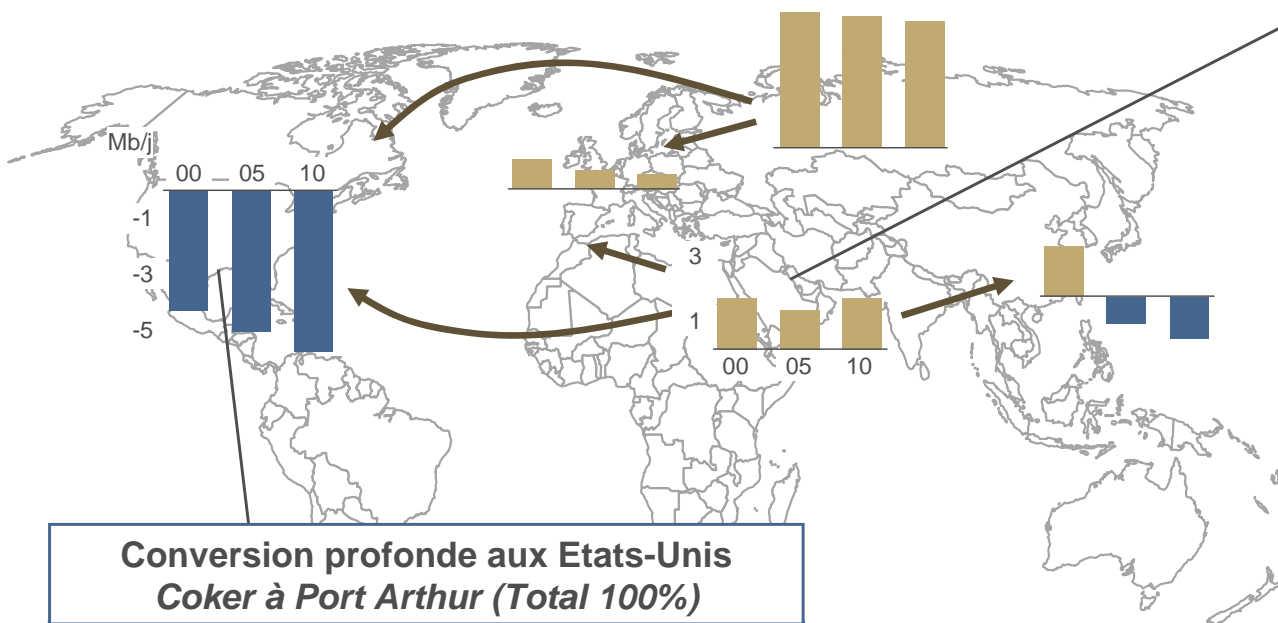 Mb/j
00 05 10
-1
-3
-5
3
1
00 05 10
Conversion profonde aux Etats-Unis
Coker à Port Arthur (Total 100%)